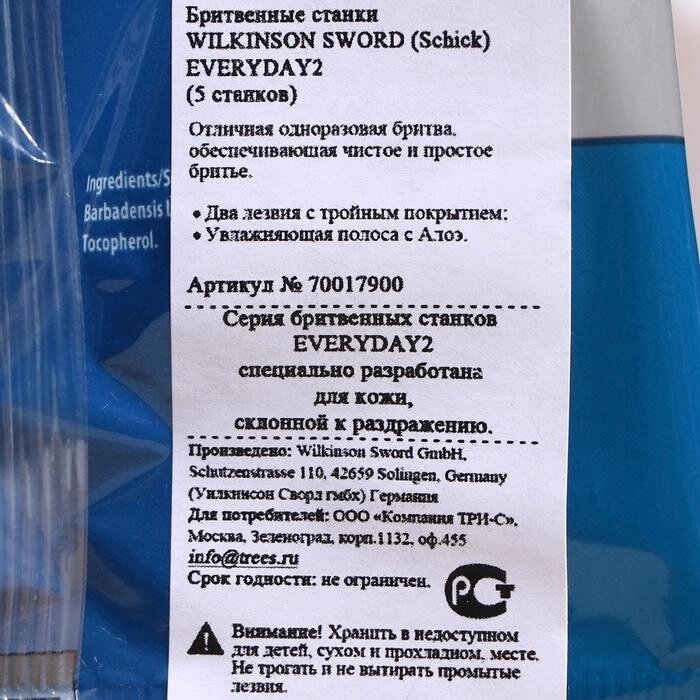 Бритвенные станки
WILKINSON SWORD (Schick)
EVERYDAY2
(5 станков)
Отличная одноразовая бритва,
обеспечивающая чистое и простое
бритье.
• Два лезвия с тройным покрытием;
• Увлажняющая полоса с Алоэ.
Артикул № 70017900
Серия бритвенных станков
EVERYDAY2
специально разработана
для кожи,
склонной к раздражению.
Произведено: Wilkinson Sword GmbH,
Schutzenstrasse 110, 42659 Solingen, Germany
(Уилкинсон Сворд гмбх) Германия
Для потребителей: ООО «Компания ТРИ-С»,
Москва, Зеленоград, корп.1132, оф.455
info@trees.ru
Срок годности: не ограничен.
РСТ
Внимание! Хранить в недоступном
для детей, сухом и прохладном, месте.
Не трогать и не вытирать промытые
лезвия.
Ingredients/S
Barbadensis L
Tocopherol.